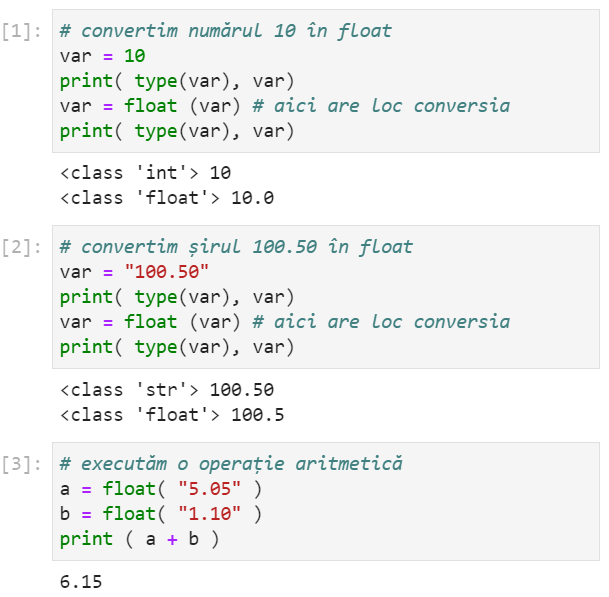 [1]: # convertim numărul 10 în float
var = 10
print( type(var), var)
var = float (var) # aici are loc conversia
print( type(var), var)
<class 'int'> 10
<class 'float'> 10.0
[2]: # convertim șirul 100.50 în float
var = "100.50"
print( type(var), var)
var = float (var) # aici are loc conversia
print( type(var), var)
<class 'str'> 100.50
<class 'float'> 100.5
[3]: # executăm o operație aritmetică
a = float( "5.05" )
b = float( "1.10" )
print ( a + b )
6.15